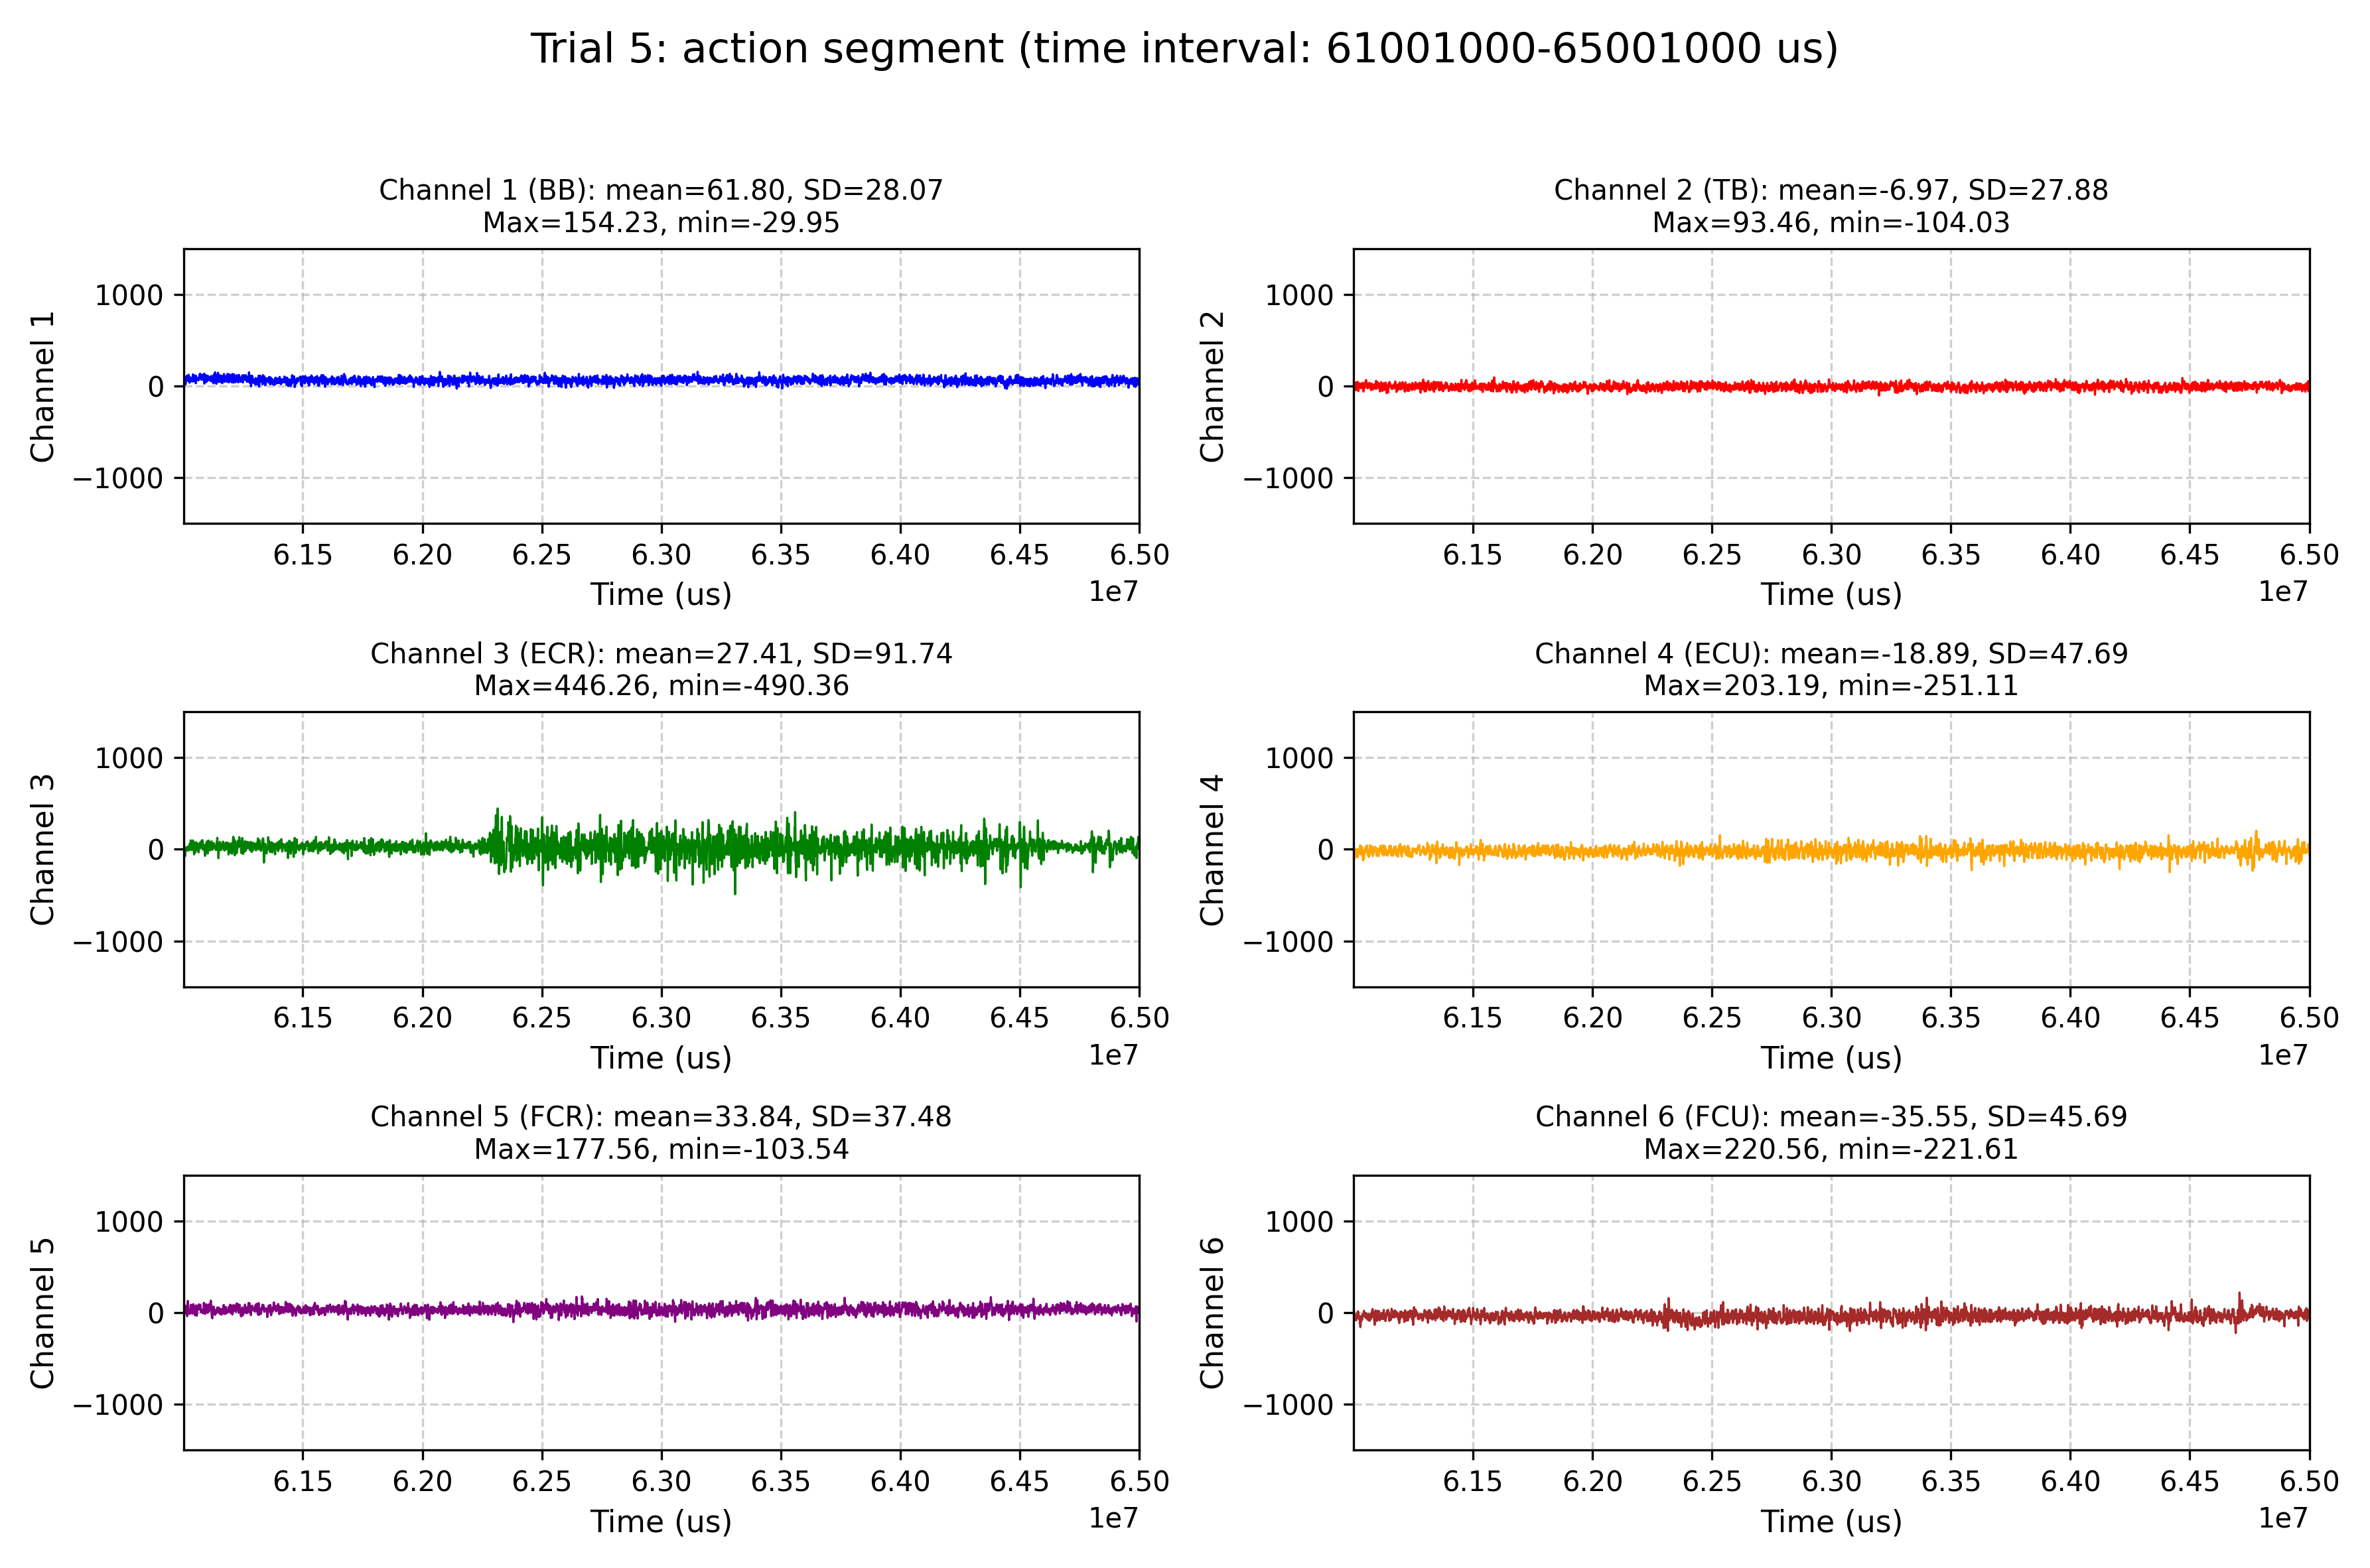 Trial 5: action segment (time interval: 61001000-65001000 us)
Channel 1 (BB): mean=61.80, SD=28.07
Max=154.23, min=-29.95
Channel 1
1000
0
−1000
6.15 6.20 6.25 6.30 6.35 6.40 6.45 6.50
Time (us)
1e7
Channel 2 (TB): mean=-6.97, SD=27.88
Max=93.46, min=-104.03
Channel 2
1000
0
−1000
6.15 6.20 6.25 6.30 6.35 6.40 6.45 6.50
Time (us)
1e7
Channel 3 (ECR): mean=27.41, SD=91.74
Max=446.26, min=-490.36
Channel 3
1000
0
−1000
6.15 6.20 6.25 6.30 6.35 6.40 6.45 6.50
Time (us)
1e7
Channel 4 (ECU): mean=-18.89, SD=47.69
Max=203.19, min=-251.11
Channel 4
1000
0
−1000
6.15 6.20 6.25 6.30 6.35 6.40 6.45 6.50
Time (us)
1e7
Channel 5 (FCR): mean=33.84, SD=37.48
Max=177.56, min=-103.54
Channel 5
1000
0
−1000
6.15 6.20 6.25 6.30 6.35 6.40 6.45 6.50
Time (us)
1e7
Channel 6 (FCU): mean=-35.55, SD=45.69
Max=220.56, min=-221.61
Channel 6
1000
0
−1000
6.15 6.20 6.25 6.30 6.35 6.40 6.45 6.50
Time (us)
1e7